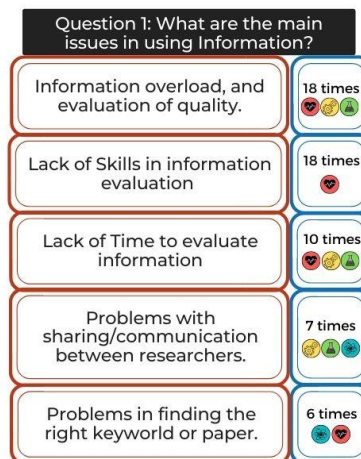 Question 1: What are the main
issues in using Information?
Information overload, and
evaluation of quality.
18 times
Lack of Skills in information
evaluation
18 times
Lack of Time to evaluate
information
10 times
Problems with
sharing/communication
between researchers.
7 times
Problems in finding the
right keyworld or paper.
6 times